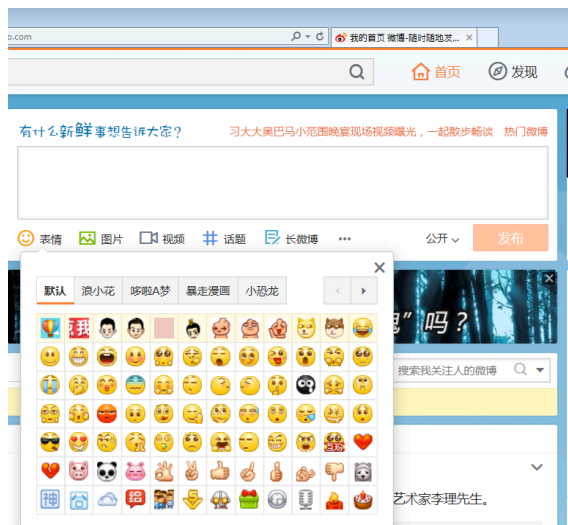 o.com
我的首页 微博-随时随地发...
首页
发现
有什么新鲜事想告诉大家?
习大大奥巴马小范围晚宴现场视频曝光，一起散步畅谈 热门微博
表情
图片
视频
话题
长微博
公开
发布
默认
浪小花
哆啦A梦
暴走漫画
小恐龙
鬼”吗?
搜索我关注人的微博
点我
神
给
艺术家李理先生。